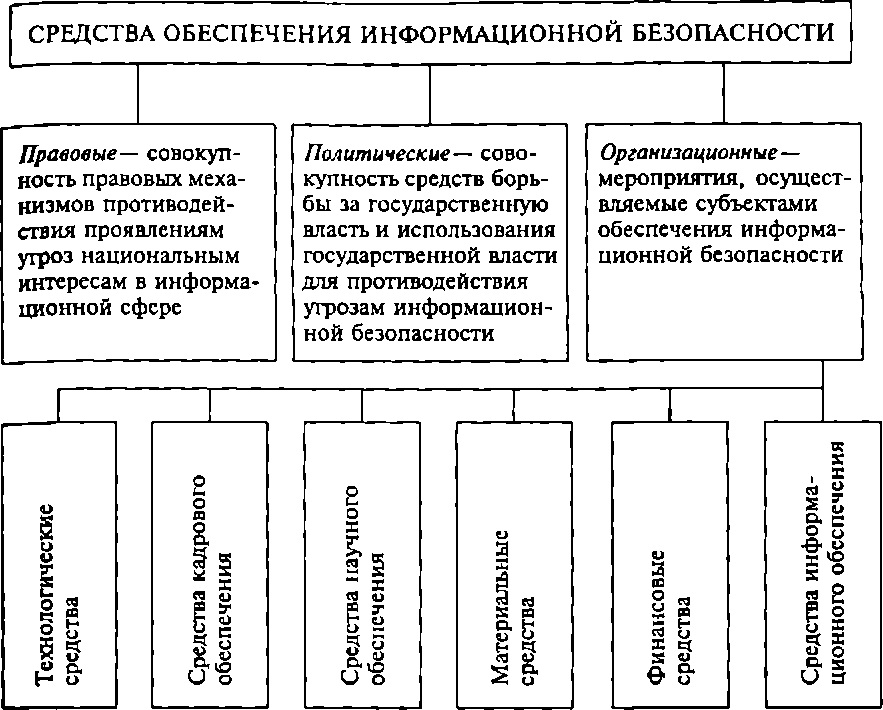 СРЕДСТВА ОБЕСПЕЧЕНИЯ ИНФОРМАЦИОННОЙ БЕЗОПАСНОСТИ
Правовые — совокуп-
ность правовых меха-
низмов противодей-
ствия проявлениям
угроз национальным
интересам в информа-
ционной сфере
Политические — сово-
купность средств борь-
бы за государственную
власть и использования
государственной власти
для противодействия
угрозам информацион-
ной безопасности
Организационные —
мероприятия, осущест-
вляемые субъектами
обеспечения информа-
ционной безопасности
Технологические
средства
Средства кадрового
обеспечения
Средства научного
обеспечения
Материальные
средства
Финансовые
средства
Средства информа-
ционного обеспечения